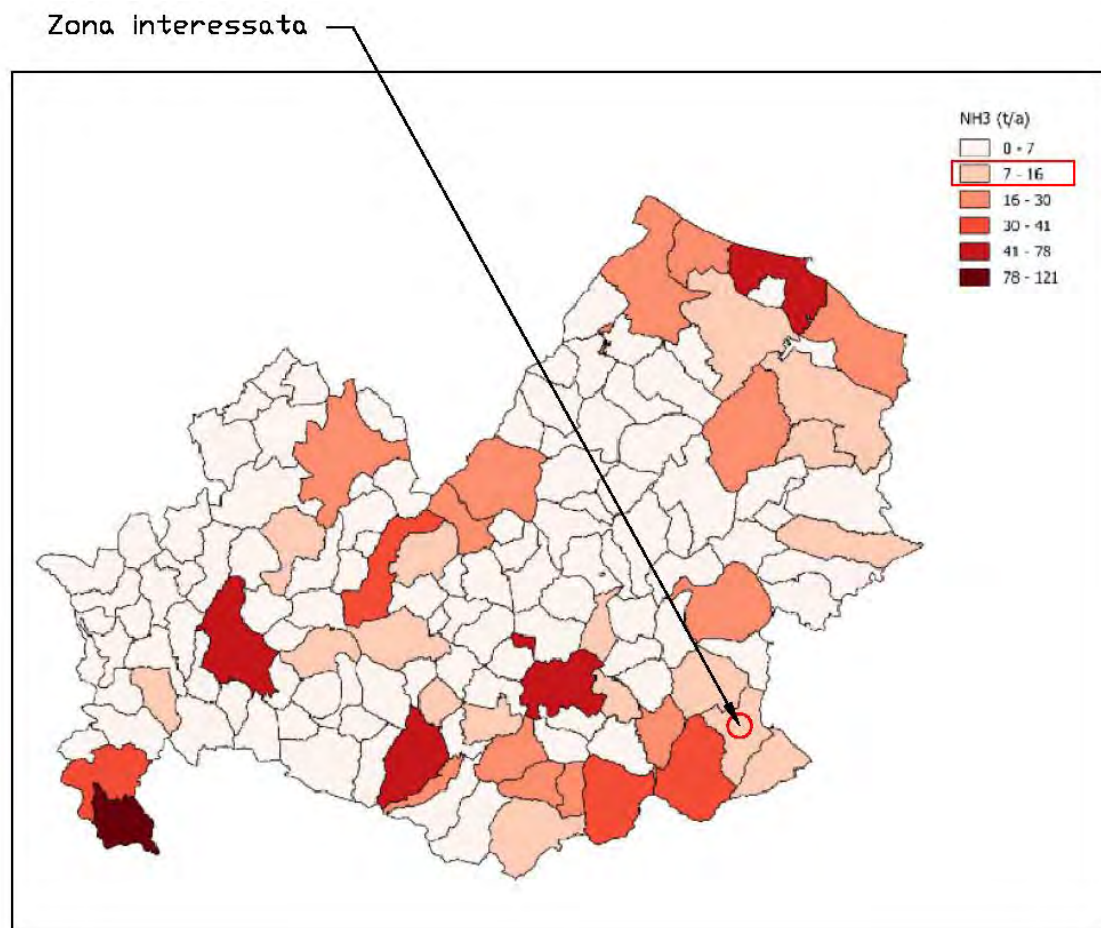 Zona interessata
NH3 (t/a)
0 - 7
7 - 16
16 - 30
30 - 41
41 - 78
78 - 121